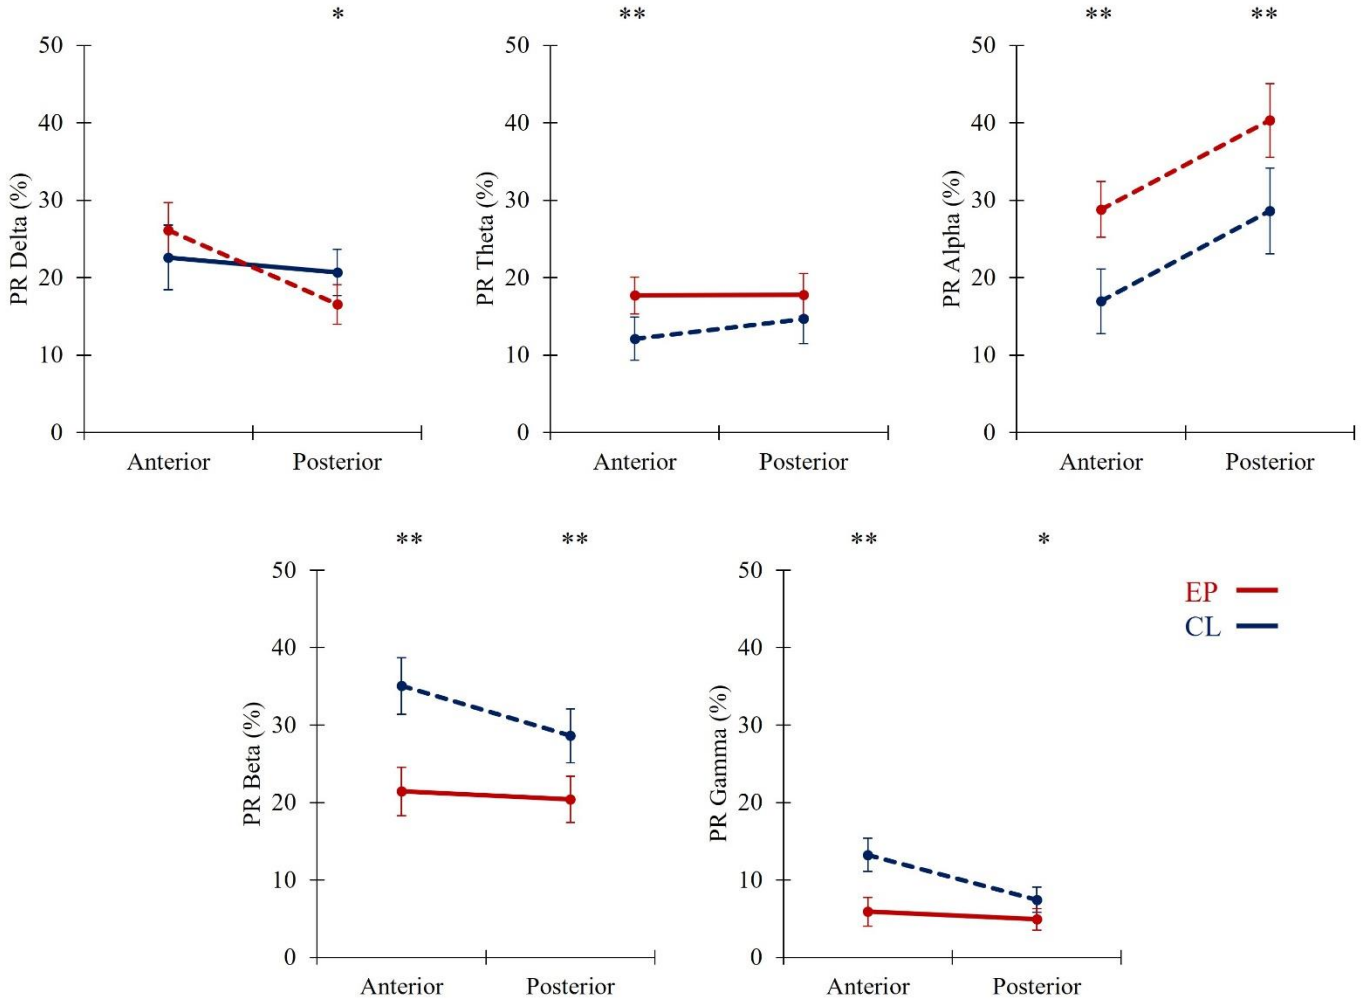 *
**
** **
50
40
30
20
10
0
PR Delta (%)
Anterior Posterior
50
40
30
20
10
0
PR Theta (%)
Anterior Posterior
50
40
30
20
10
0
PR Alpha (%)
Anterior Posterior
** **
** *
50
40
30
20
10
0
PR Beta (%)
Anterior Posterior
50
40
30
20
10
0
PR Gamma (%)
Anterior Posterior
EP
CL